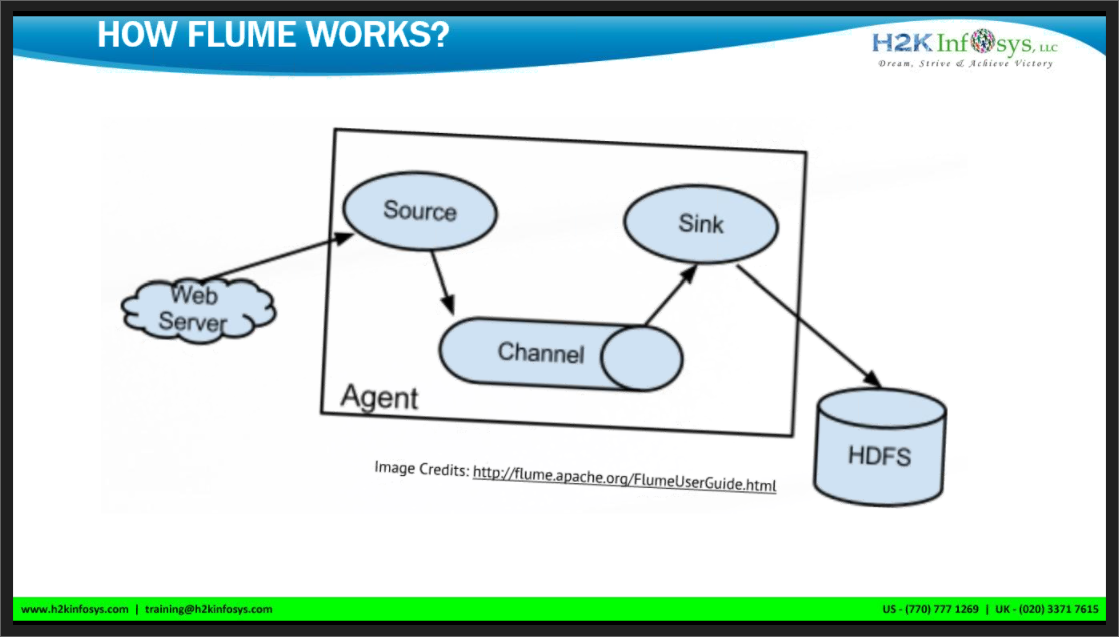 HOW FLUME WORKS?
H2K Infosys, LLC
Dream, Strive & Achieve Victory
Source
Sink
Web
Server
Channel
Agent
HDFS
Image Credits: http://flume.apache.org/FlumeUserGuide.html
www.h2kinfosys.com | training@h2kinfosys.com
US - (770) 777 1269 | UK - (020) 3371 7615